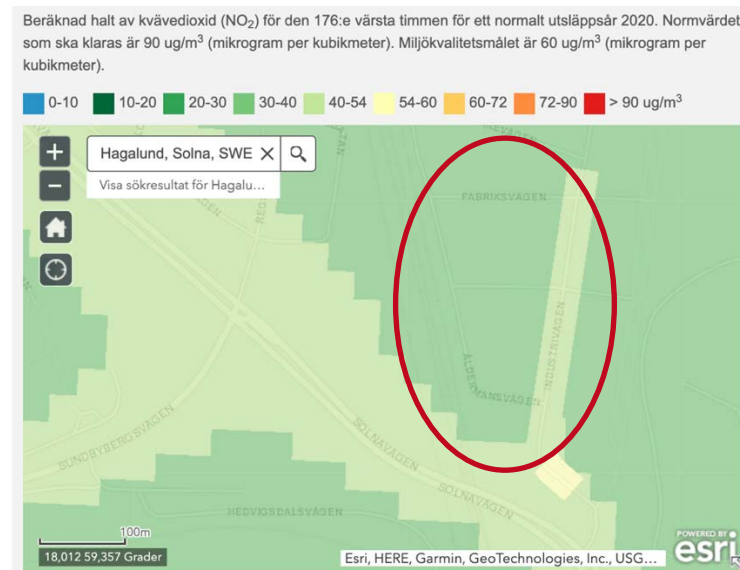 Beräknad halt av kvävedioxid (NO₂) för den 176:e värsta timmen för ett normalt utsläppsår 2020. Normvärdet
som ska klaras är 90 ug/m³ (mikrogram per kubikmeter). Miljökvalitetsmålet är 60 ug/m³ (mikrogram per
kubikmeter).
0-10 10-20 20-30 30-40 40-54 54-60 60-72 72-90 > 90 ug/m³
+ Hagalund, Solna, SWE ×
− Visa sökresultat för Hagalu...
FABRIKSVÄGEN
INDUSTRIVÄGEN
ÅLDERMANSVÄGEN
SUNDBYBERGSVÄGEN
SOLNAVÄGEN
SOLNAVÄGEN
HEDVIGSDALSVÄGEN
100m
18,012 59,357 Grader
Esri, HERE, Garmin, GeoTechnologies, Inc., USG...
POWERED BY
esri